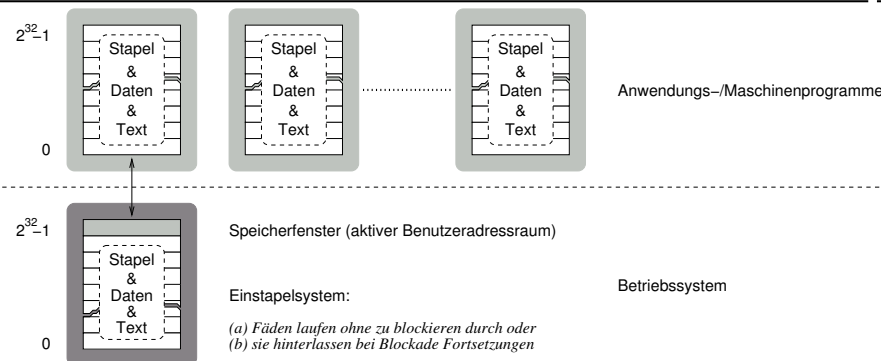 2^32–1
Stapel
&
Daten
&
Text
0
Stapel
&
Daten
&
Text
Stapel
&
Daten
&
Text
Anwendungs–/Maschinenprogramme
2^32–1
Stapel
&
Daten
&
Text
0
Speicherfenster (aktiver Benutzeradressraum)
Einstapelsystem:
(a) Fäden laufen ohne zu blockieren durch oder
(b) sie hinterlassen bei Blockade Fortsetzungen
Betriebssystem